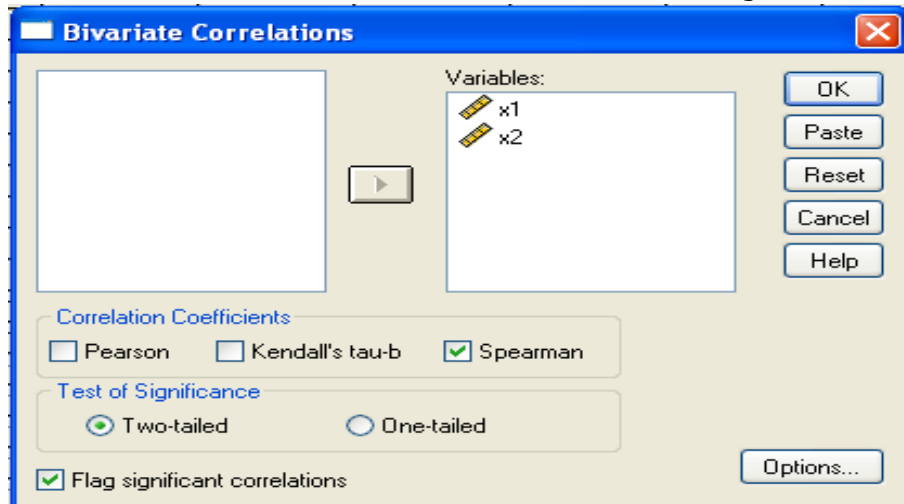 Bivariate Correlations
Variables:
x1
x2
OK
Paste
Reset
Cancel
Help
Correlation Coefficients
Pearson Kendall's tau-b Spearman
Test of Significance
Two-tailed One-tailed
Flag significant correlations
Options...